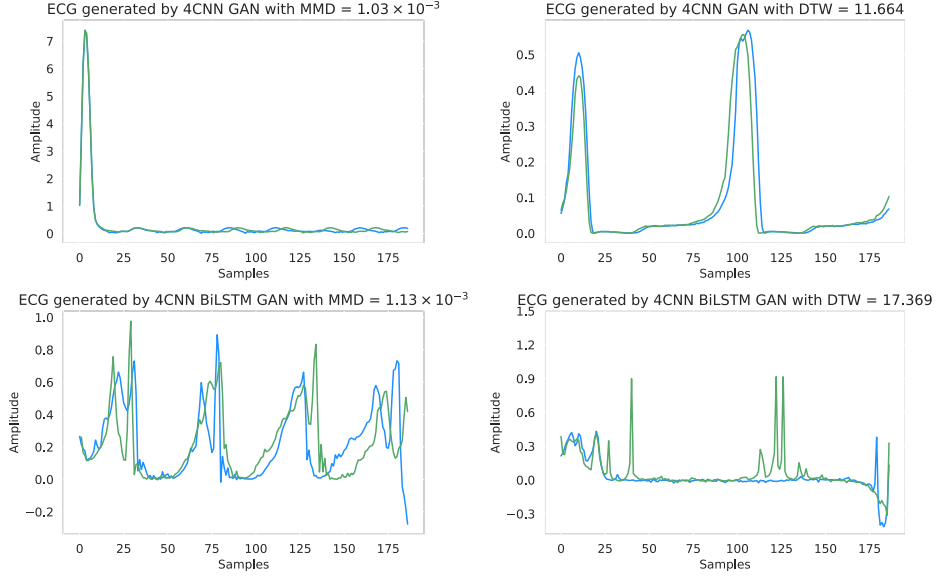 ECG generated by 4CNN GAN with MMD = 1.03 × 10⁻³
7
6
5
4
3
2
1
0
Amplitude
0 25 50 75 100 125 150 175
Samples
ECG generated by 4CNN GAN with DTW = 11.664
0.5
0.4
0.3
0.2
0.1
0.0
Amplitude
0 25 50 75 100 125 150 175
Samples
ECG generated by 4CNN BiLSTM GAN with MMD = 1.13 × 10⁻³
1.0
0.8
0.6
0.4
0.2
0.0
−0.2
Amplitude
0 25 50 75 100 125 150 175
Samples
ECG generated by 4CNN BiLSTM GAN with DTW = 17.369
1.5
1.2
0.9
0.6
0.3
0.0
−0.3
Amplitude
0 25 50 75 100 125 150 175
Samples